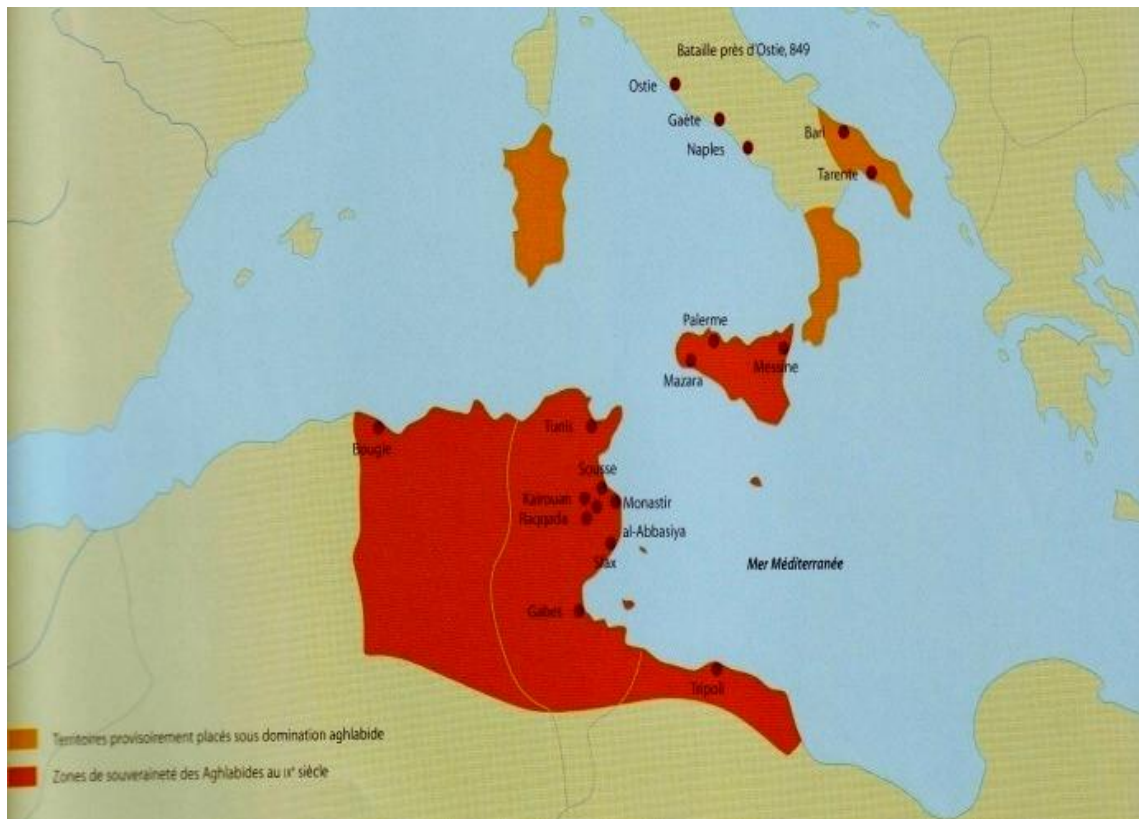 Bataille près d'Ostie, 849
Ostie
Gaète
Naples
Bari
Tarente
Palerme
Mazara
Messine
Bougie
Tunis
Sousse
Kairouan
Monastir
Raqqada
al-Abbasiya
Sfax
Mer Méditerranée
Gabès
Tripoli
Territoires provisoirement placés sous domination aghlabide
Zones de souveraineté des Aghlabides au IXe siècle